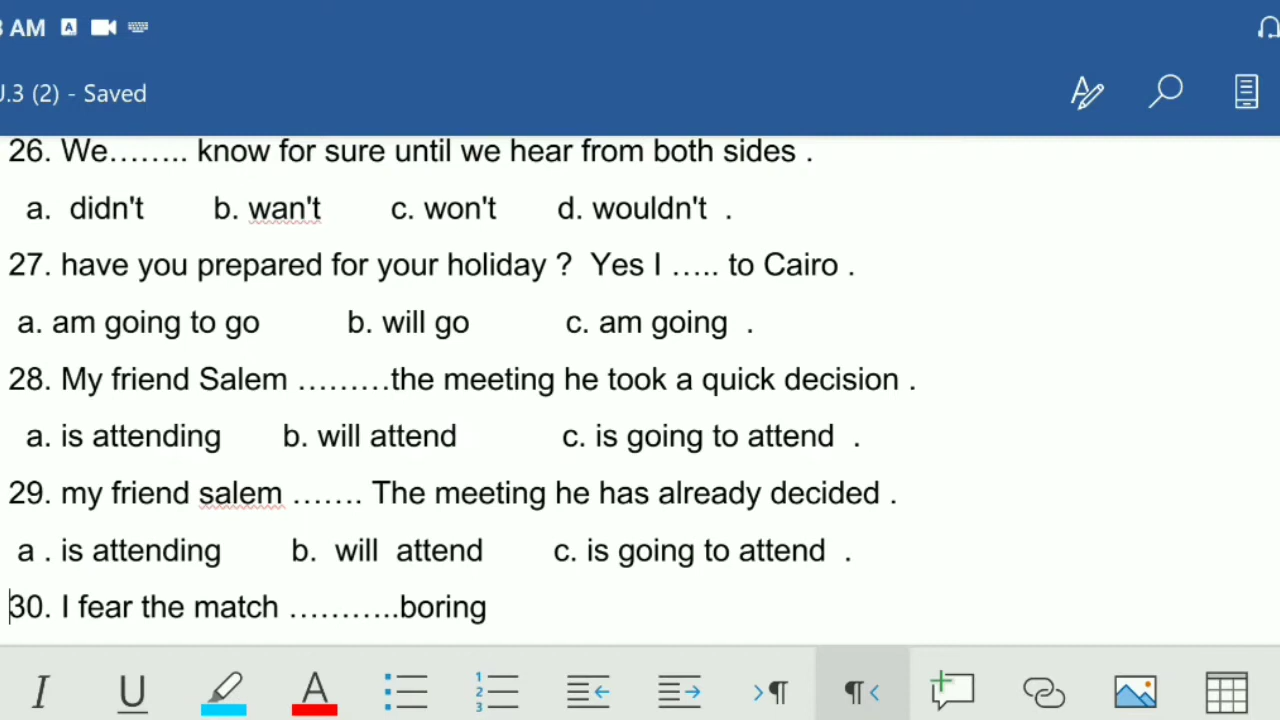 AM
.3 (2) - Saved
26. We........ know for sure until we hear from both sides .
a. didn't b. wan't c. won't d. wouldn't .
27. have you prepared for your holiday ? Yes I ..... to Cairo .
a. am going to go b. will go c. am going .
28. My friend Salem .........the meeting he took a quick decision .
a. is attending b. will attend c. is going to attend .
29. my friend salem ....... The meeting he has already decided .
a . is attending b. will attend c. is going to attend .
30. I fear the match ...........boring